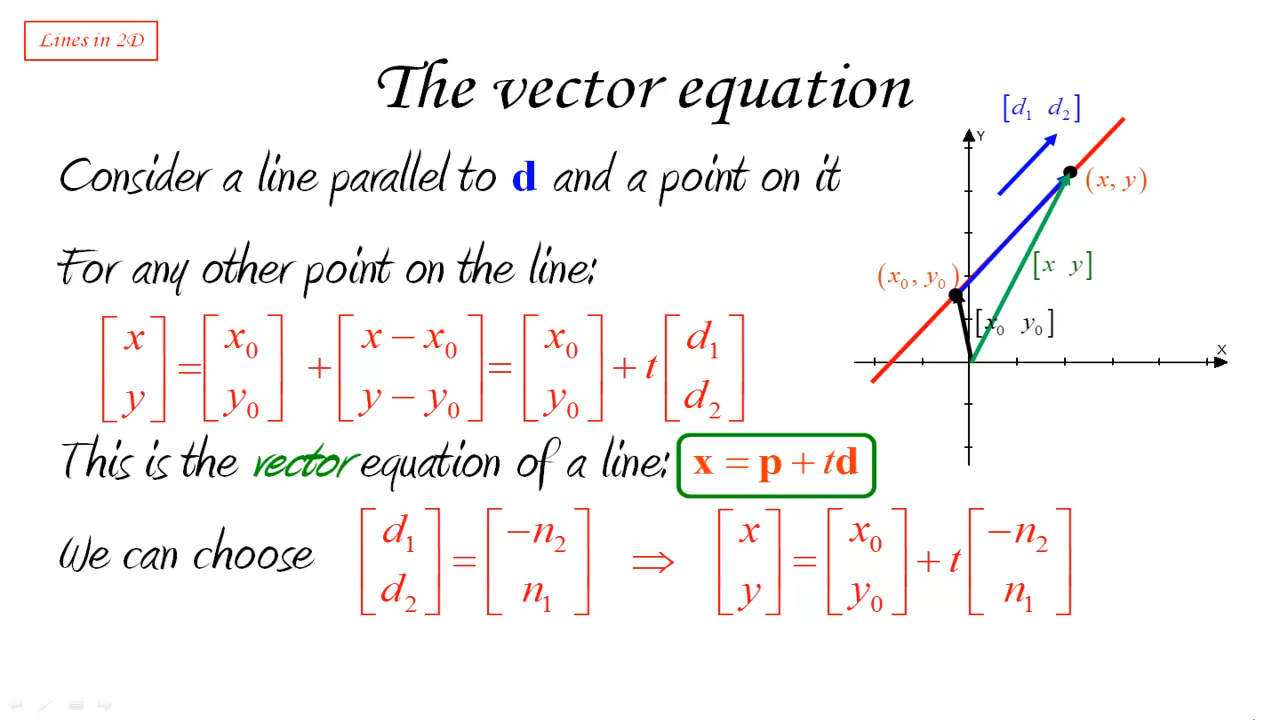 Lines in 2D
The vector equation
Consider a line parallel to d and a point on it
For any other point on the line:
[x y] = [x₀ y₀] + [x − x₀ y − y₀] = [x₀ y₀] + t [d₁ d₂]
This is the vector equation of a line: x = p + td
We can choose [d₁ d₂] = [−n₂ n₁] ⇒ [x y] = [x₀ y₀] + t [−n₂ n₁]
[d₁ d₂]
Y
(x, y)
[x y]
(x₀, y₀)
[x₀ y₀]
X